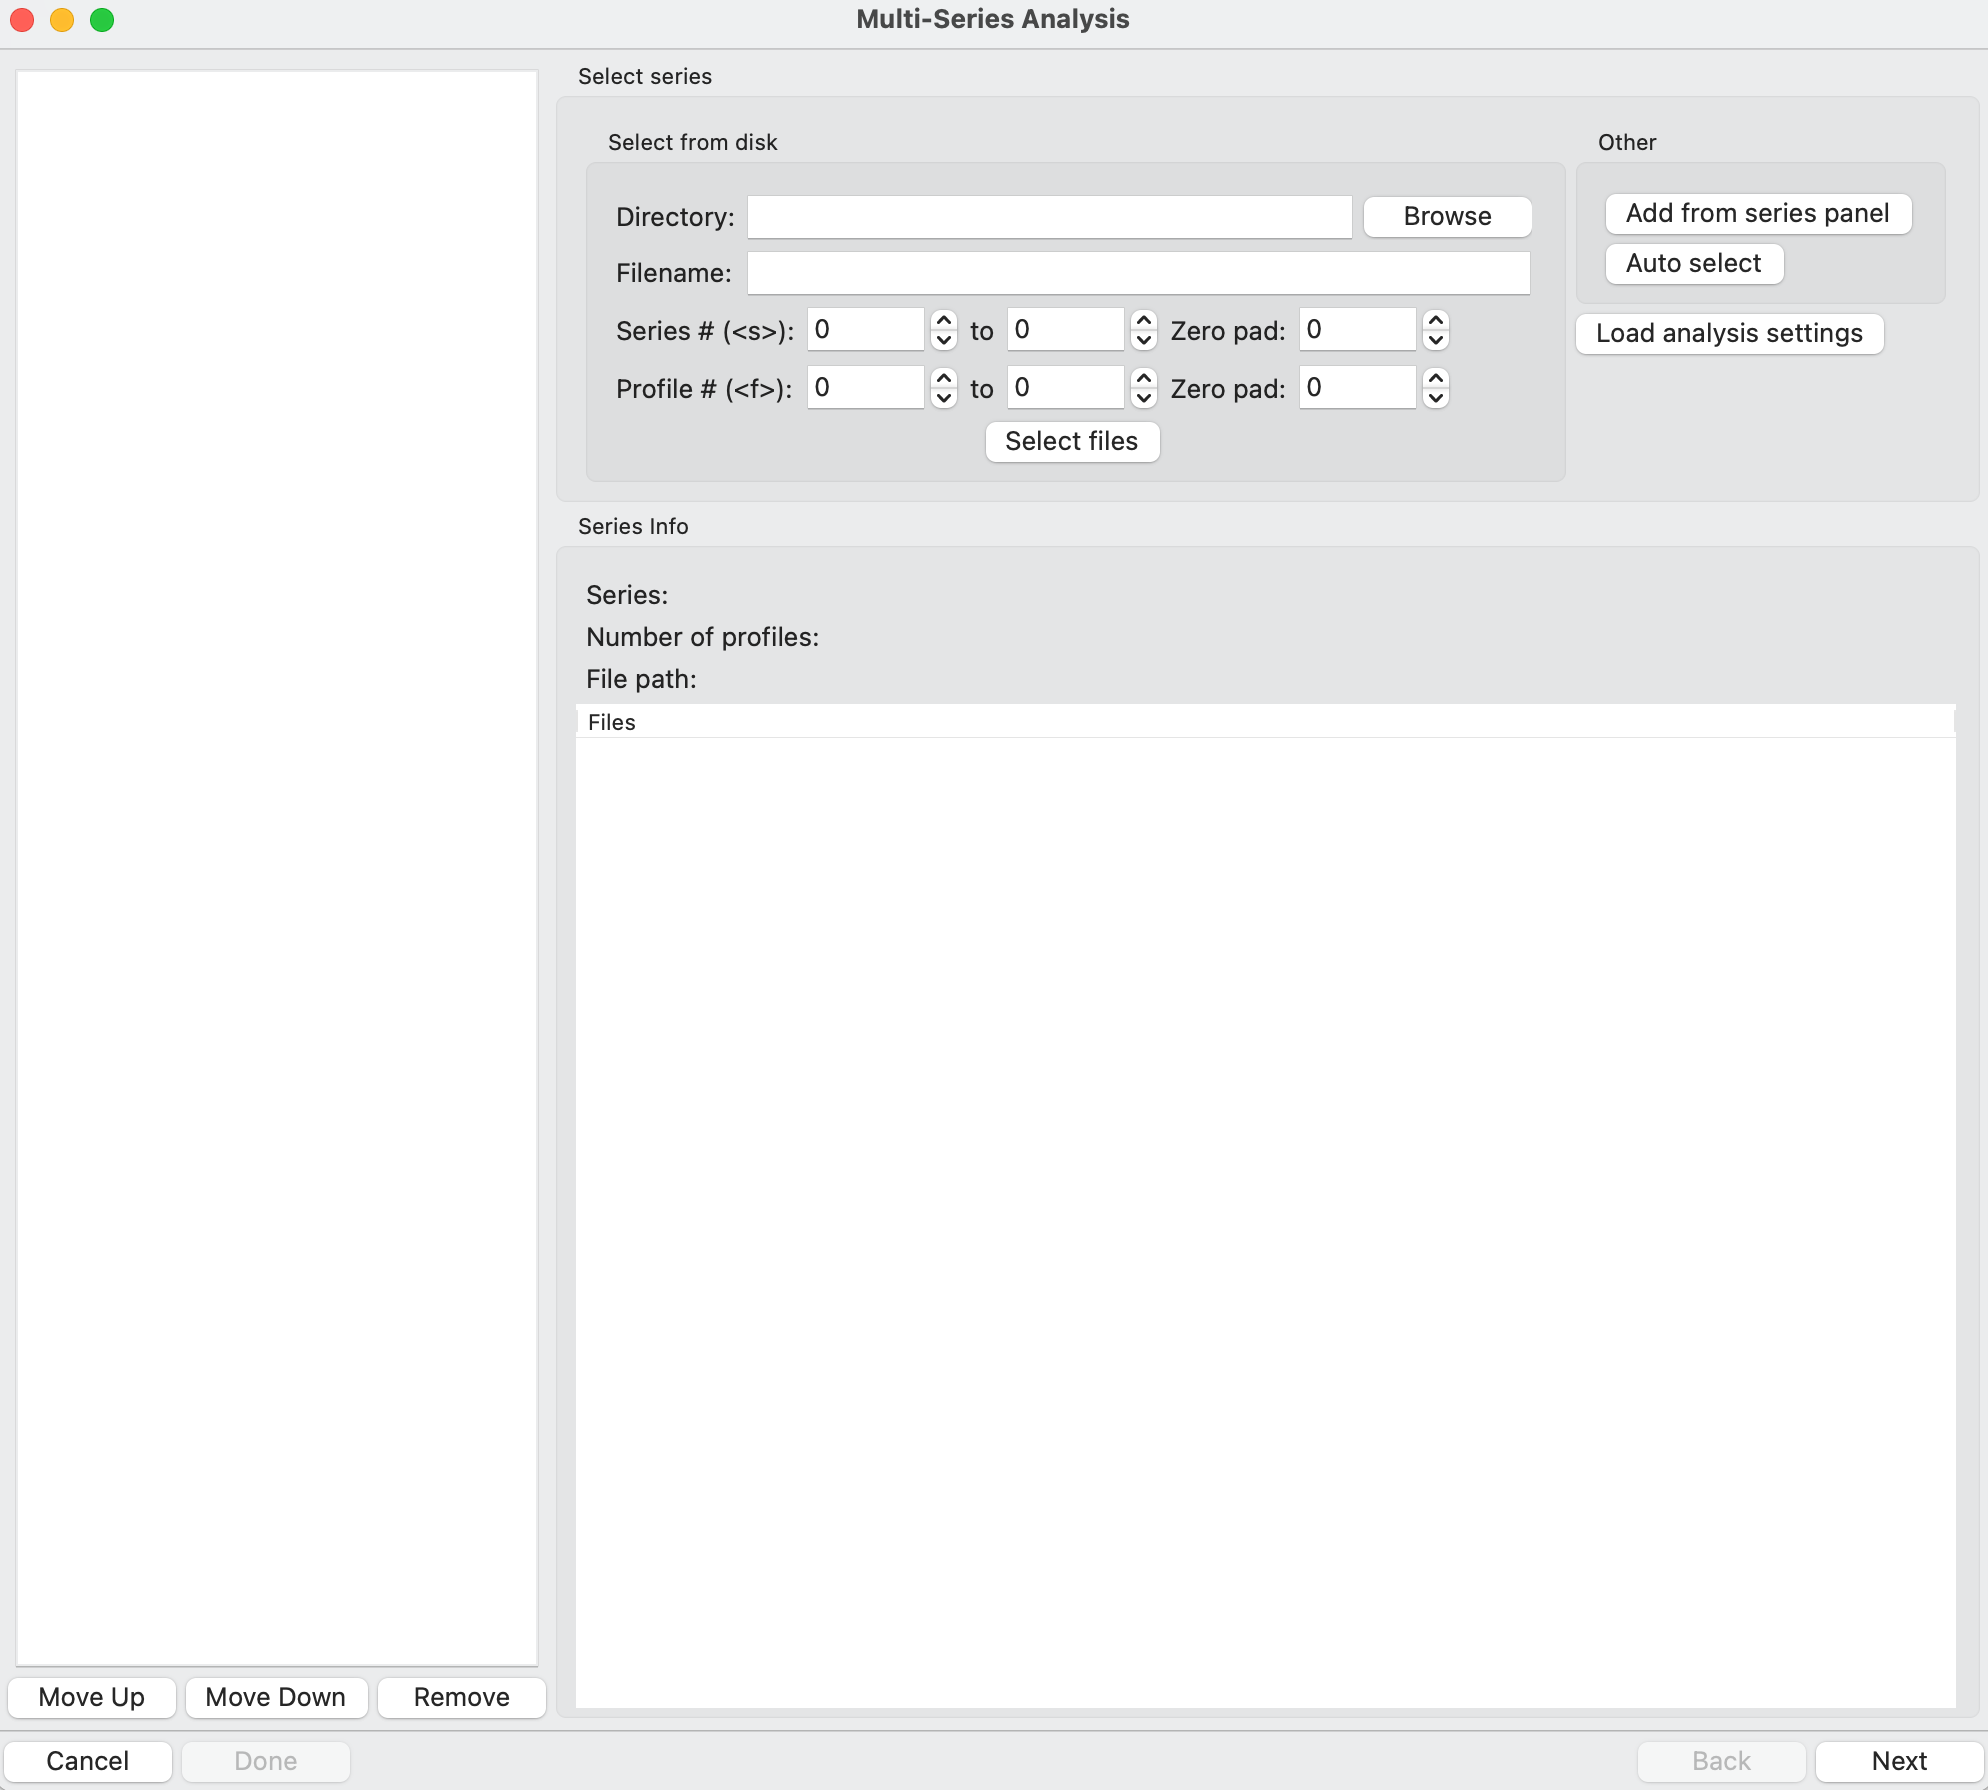 Multi-Series Analysis
Select series
Select from disk
Other
Directory:
Browse
Add from series panel
Filename:
Auto select
Series # (<s>): 0 to 0 Zero pad: 0
Load analysis settings
Profile # (<f>): 0 to 0 Zero pad: 0
Select files
Series Info
Series:
Number of profiles:
File path:
Files
Move Up Move Down Remove
Cancel Done Back Next